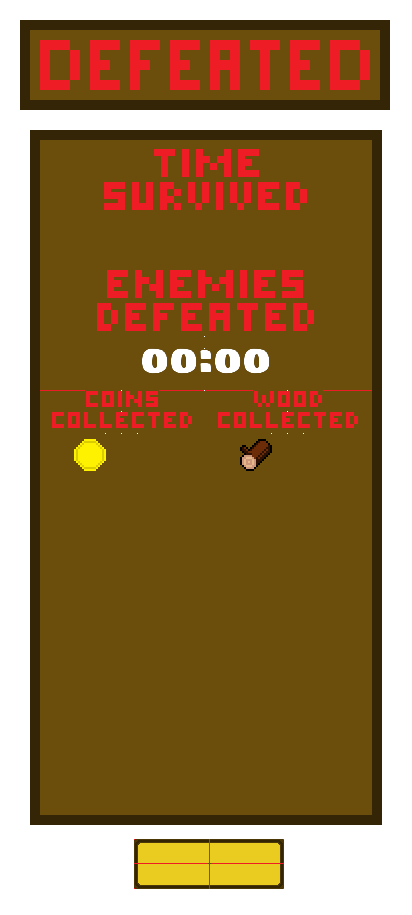 DEFEATED
TIME
SURVIVED
ENEMIES
DEFEATED
00:00
COINS WOOD
COLLECTED COLLECTED